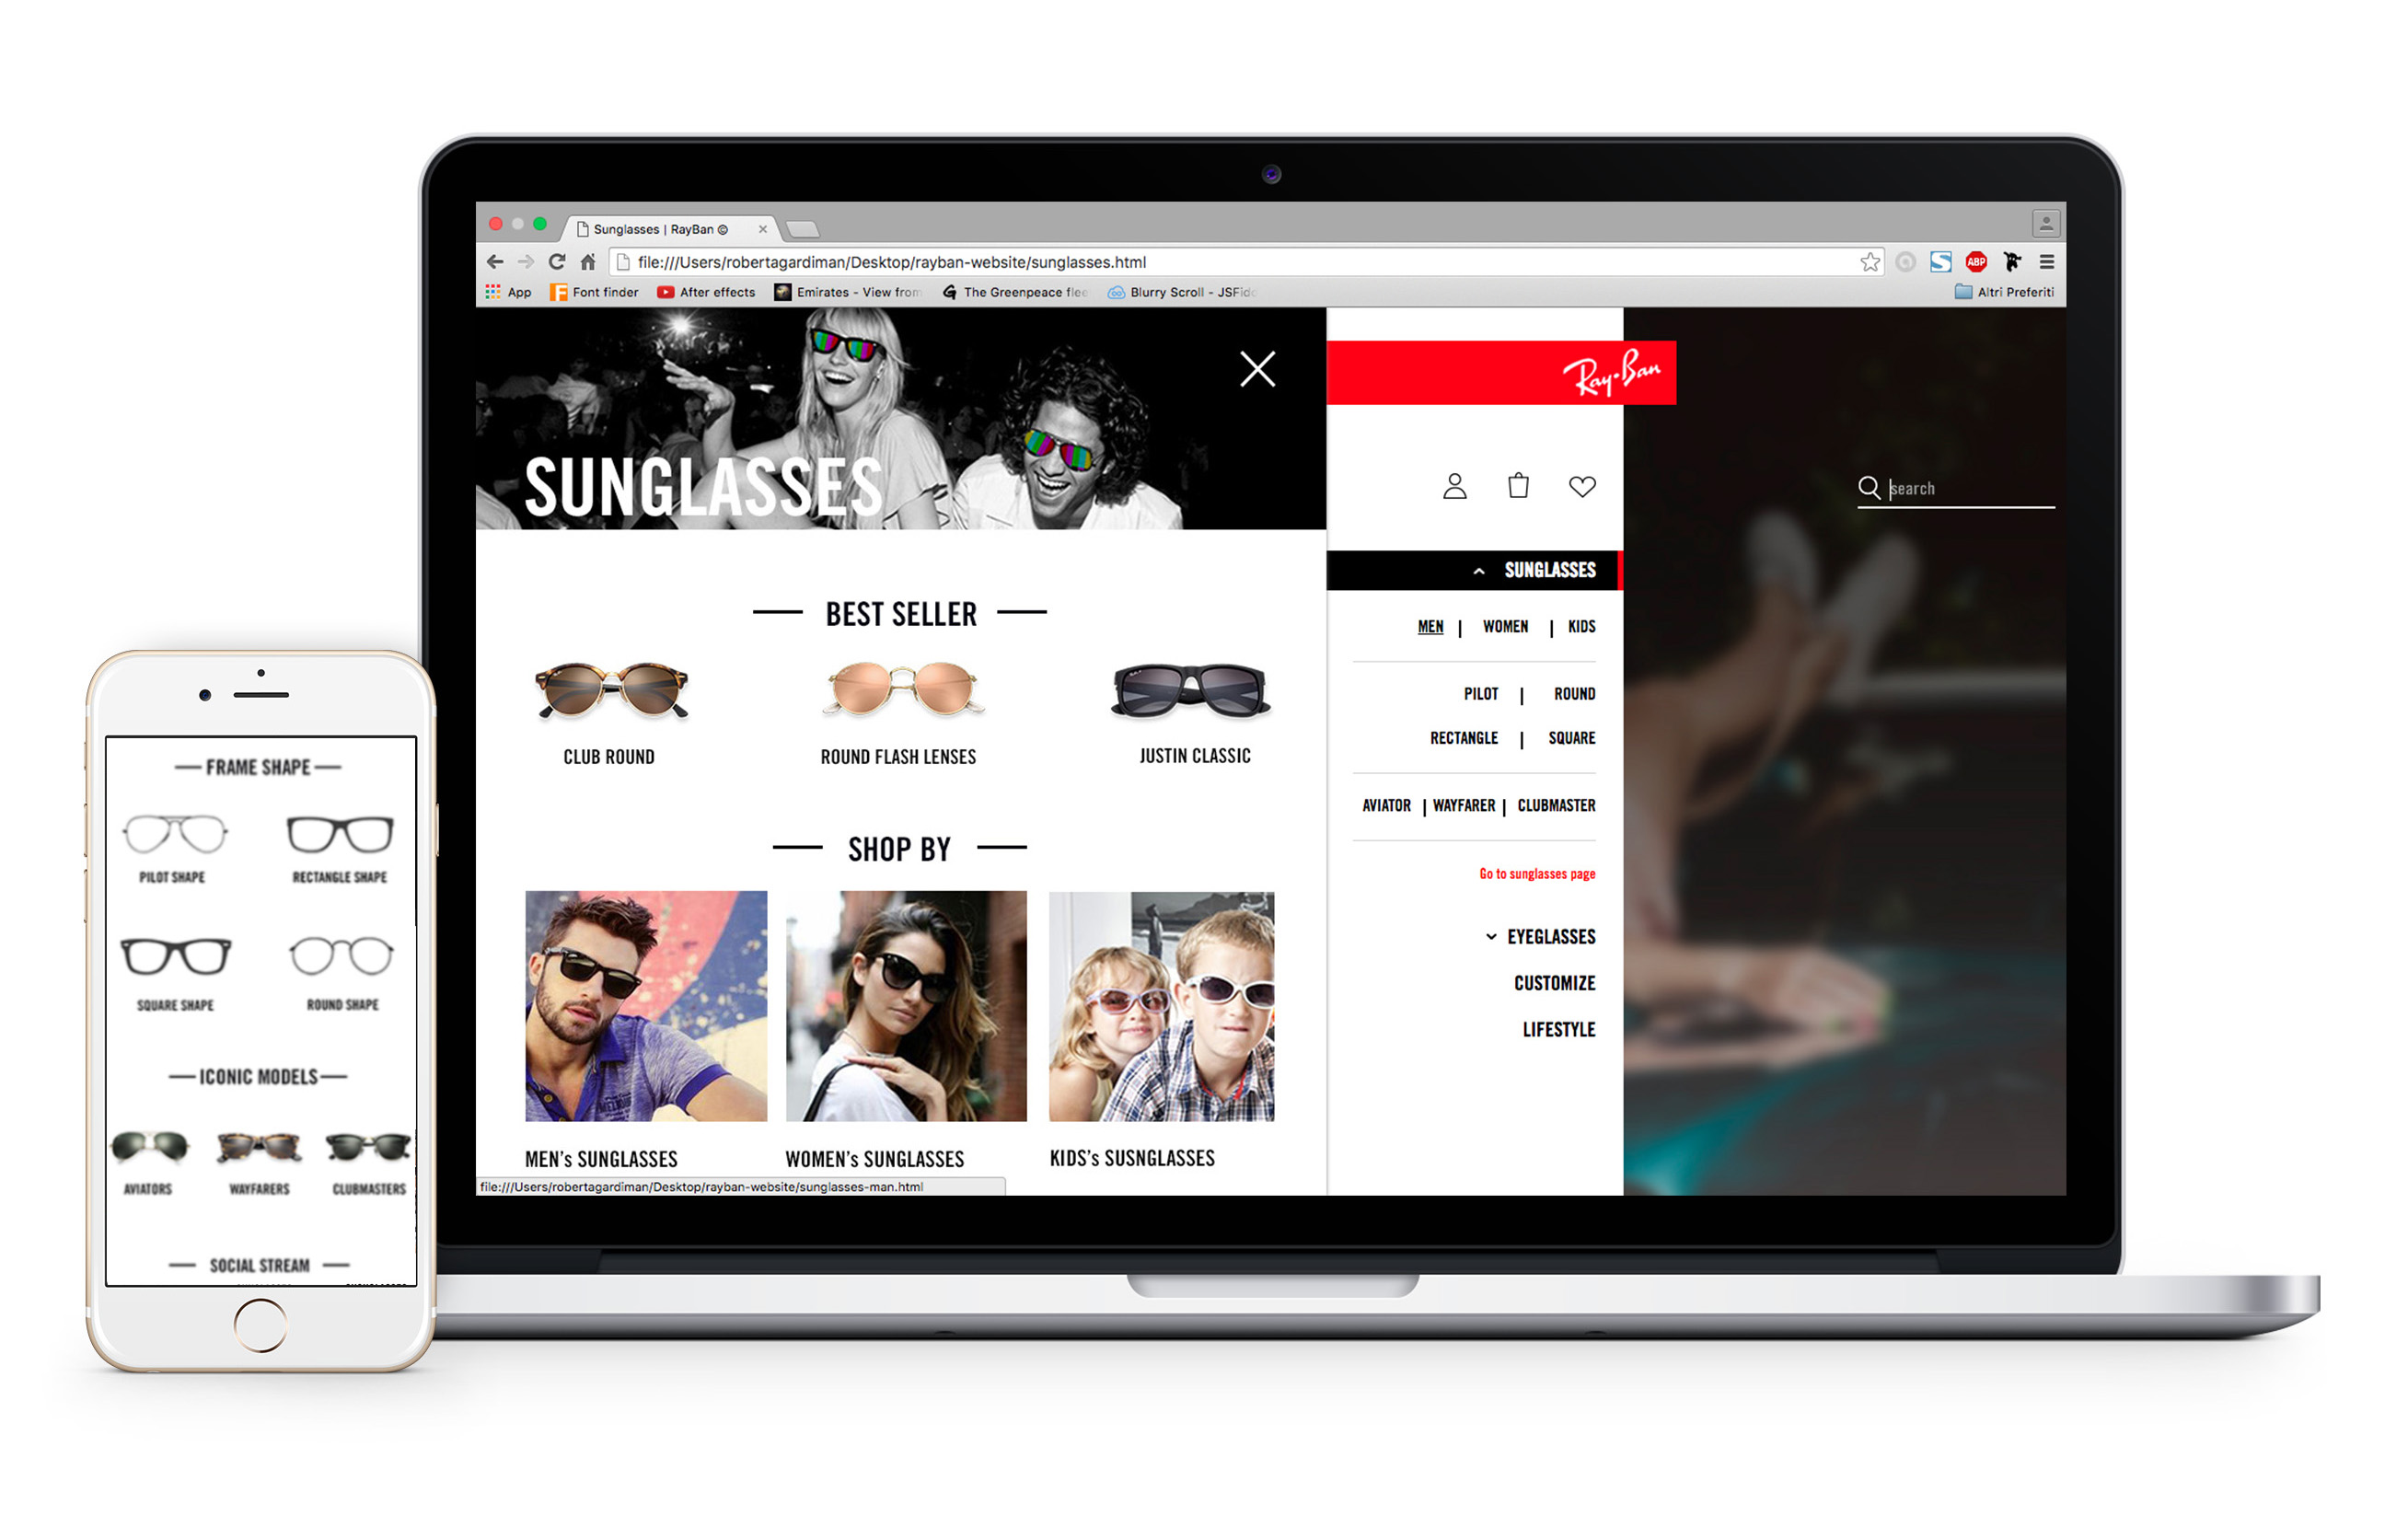 Sunglasses | RayBan ©
file:///Users/robertagardiman/Desktop/rayban-website/sunglasses.html
App Font finder After effects Emirates - View from The Greenpeace flee Blurry Scroll - JSFid Altri Preferiti
ABP
SUNGLASSES
BEST SELLER
CLUB ROUND ROUND FLASH LENSES JUSTIN CLASSIC
SHOP BY
MEN's SUNGLASSES WOMEN's SUNGLASSES KIDS's SUSNGLASSES
file:///Users/robertagardiman/Desktop/rayban-website/sunglasses-man.html
Ray-Ban
search
SUNGLASSES
MEN | WOMEN | KIDS
PILOT | ROUND
RECTANGLE | SQUARE
AVIATOR | WAYFARER | CLUBMASTER
Go to sunglasses page
EYEGLASSES
CUSTOMIZE
LIFESTYLE
FRAME SHAPE
PILOT SHAPE RECTANGLE SHAPE
SQUARE SHAPE ROUND SHAPE
ICONIC MODELS
AVIATORS WAYFARERS CLUBMASTERS
SOCIAL STREAM